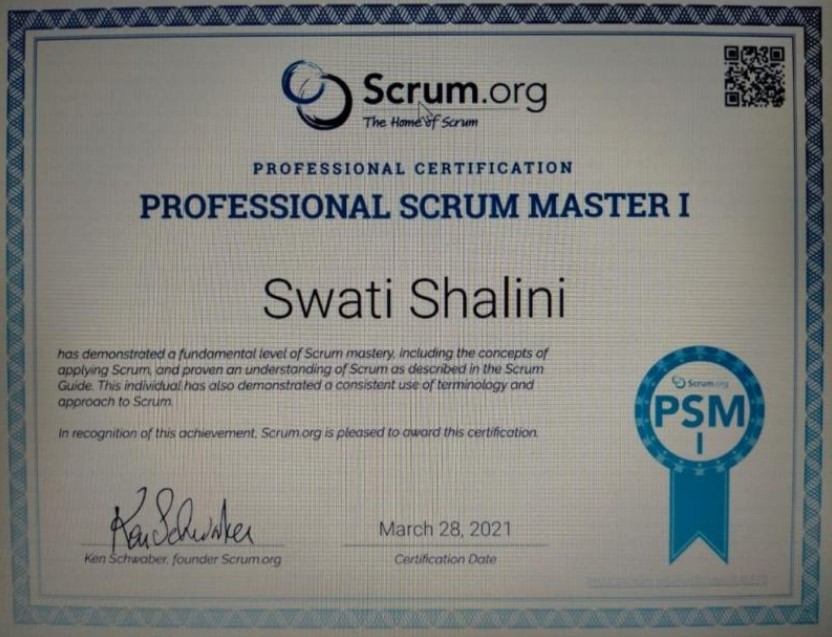 Scrum.org
The Home of Scrum
PROFESSIONAL CERTIFICATION
PROFESSIONAL SCRUM MASTER I
Swati Shalini
has demonstrated a fundamental level of Scrum mastery, including the concepts of
applying Scrum, and proven an understanding of Scrum as described in the Scrum
Guide. This individual has also demonstrated a consistent use of terminology and
approach to Scrum.
In recognition of this achievement, Scrum.org is pleased to award this certification.
Scrum.org
PSM
I
Ken Schwaber
March 28, 2021
Ken Schwaber, founder Scrum.org
Certification Date